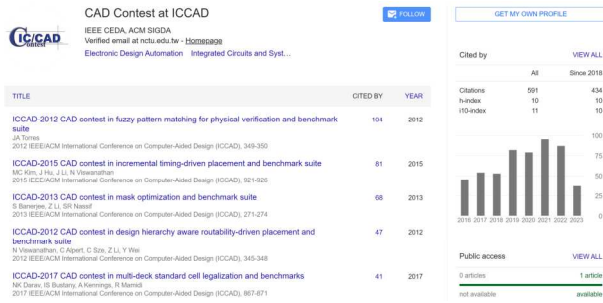 CAD Contest at ICCAD
FOLLOW
GET MY OWN PROFILE
IC/CAD
Contest
IEEE CEDA, ACM SIGDA
Verified email at nctu.edu.tw - Homepage
Electronic Design Automation Integrated Circuits and Syst...
TITLE CITED BY YEAR
ICCAD-2012 CAD contest in fuzzy pattern matching for physical verification and benchmark 104 2012
suite
JA Torres
2012 IEEE/ACM International Conference on Computer-Aided Design (ICCAD), 349-350
ICCAD-2015 CAD contest in incremental timing-driven placement and benchmark suite 81 2015
MC Kim, J Hu, J Li, N Viswanathan
2015 IEEE/ACM International Conference on Computer-Aided Design (ICCAD), 921-926
ICCAD-2013 CAD contest in mask optimization and benchmark suite 68 2013
S Banerjee, Z Li, SR Nassif
2013 IEEE/ACM International Conference on Computer-Aided Design (ICCAD), 271-274
ICCAD-2012 CAD contest in design hierarchy aware routability-driven placement and 47 2012
benchmark suite
N Viswanathan, C Alpert, C Sze, Z Li, Y Wei
2012 IEEE/ACM International Conference on Computer-Aided Design (ICCAD), 345-348
ICCAD-2017 CAD contest in multi-deck standard cell legalization and benchmarks 41 2017
NK Darav, IS Bustany, A Kennings, R Mamidi
2017 IEEE/ACM International Conference on Computer-Aided Design (ICCAD), 867-871
Cited by VIEW ALL
All Since 2018
Citations 591 434
h-index 10 10
i10-index 11 10
100
75
50
25
0
2016 2017 2018 2019 2020 2021 2022 2023
Public access VIEW ALL
0 articles 1 article
not available available